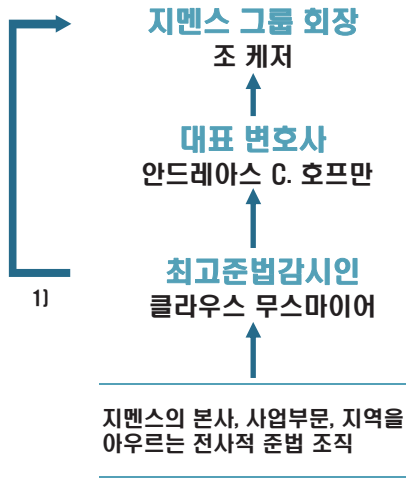 지멘스 그룹 회장
조 케저
대표 변호사
안드레아스 C. 호프만
최고준법감시인
클라우스 무스마이어
1)
지멘스의 본사, 사업부문, 지역을
아우르는 전사적 준법 조직